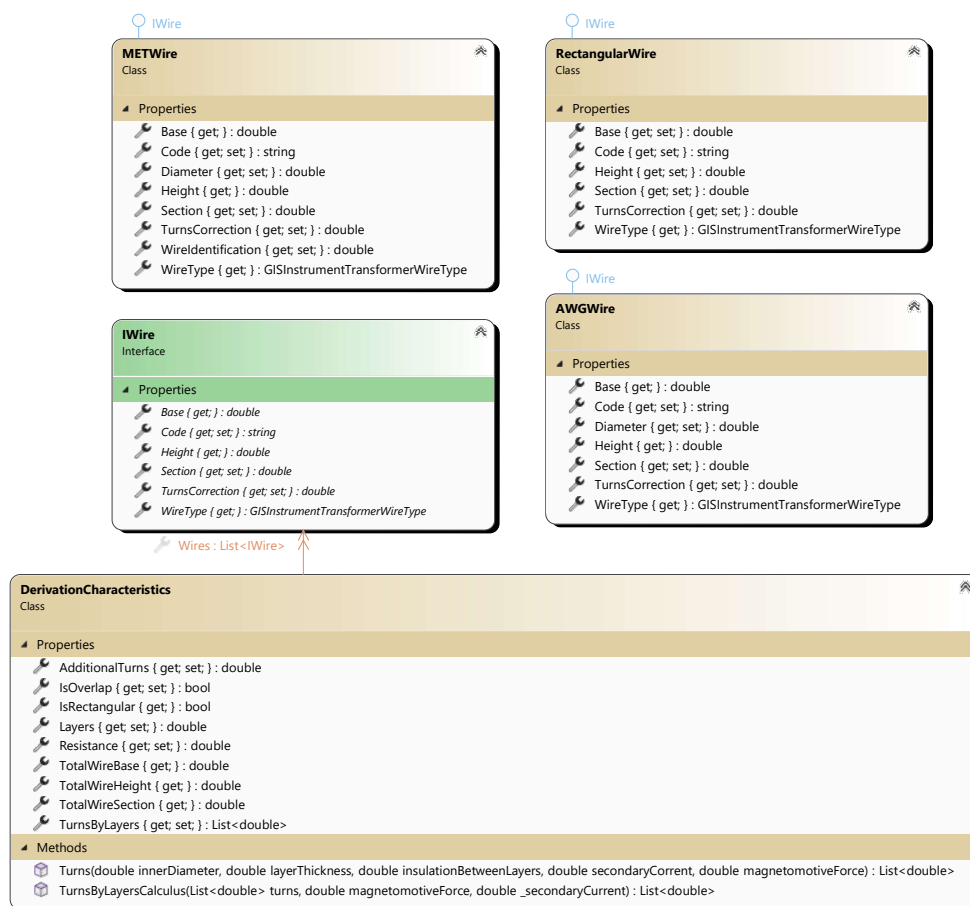 IWire
METWire
Class
Properties
Base { get; } : double
Code { get; set; } : string
Diameter { get; set; } : double
Height { get; } : double
Section { get; set; } : double
TurnsCorrection { get; set; } : double
WireIdentification { get; set; } : double
WireType { get; } : GISInstrumentTransformerWireType
IWire
RectangularWire
Class
Properties
Base { get; set; } : double
Code { get; set; } : string
Height { get; set; } : double
Section { get; set; } : double
TurnsCorrection { get; set; } : double
WireType { get; } : GISInstrumentTransformerWireType
IWire
Interface
Properties
Base { get; } : double
Code { get; set; } : string
Height { get; } : double
Section { get; set; } : double
TurnsCorrection { get; set; } : double
WireType { get; } : GISInstrumentTransformerWireType
IWire
AWGWire
Class
Properties
Base { get; } : double
Code { get; set; } : string
Diameter { get; set; } : double
Height { get; } : double
Section { get; set; } : double
TurnsCorrection { get; set; } : double
WireType { get; } : GISInstrumentTransformerWireType
Wires : List<IWire>
DerivationCharacteristics
Class
Properties
AdditionalTurns { get; set; } : double
IsOverlap { get; set; } : bool
IsRectangular { get; } : bool
Layers { get; set; } : double
Resistance { get; set; } : double
TotalWireBase { get; } : double
TotalWireHeight { get; } : double
TotalWireSection { get; } : double
TurnsByLayers { get; set; } : List<double>
Methods
Turns(double innerDiameter, double layerThickness, double insulationBetweenLayers, double secondaryCorrent, double magnetomotiveForce) : List<double>
TurnsByLayersCalculus(List<double> turns, double magnetomotiveForce, double _secondaryCurrent) : List<double>